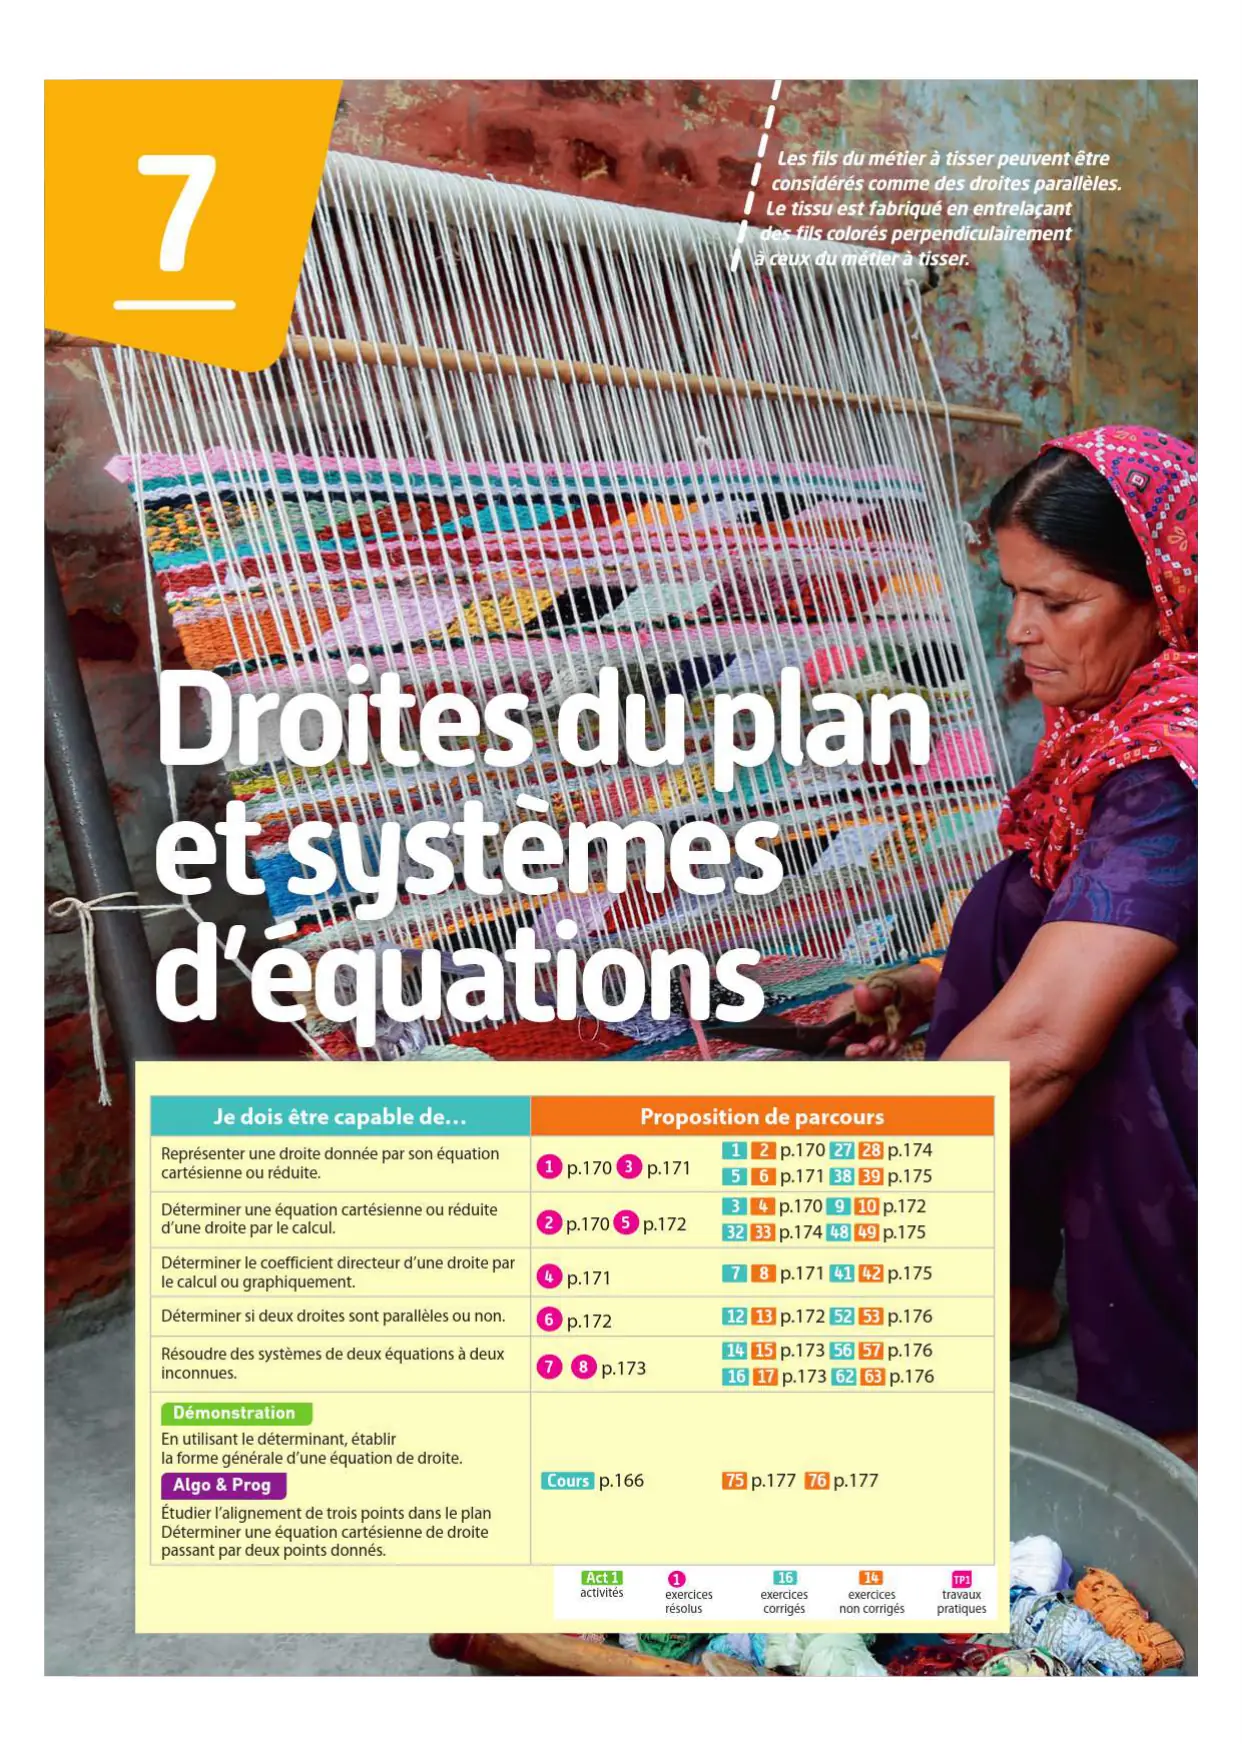 7
Les fils du métier à tisser peuvent être
considérés comme des droites parallèles.
Le tissu est fabriqué en entrelaçant
des fils colorés perpendiculairement
à ceux du métier à tisser.
Droites du plan
et systèmes
d'équations
Je dois être capable de… Proposition de parcours
Représenter une droite donnée par son équation
cartésienne ou réduite.
1 p.170 3 p.171
1 2 p.170 27 28 p.174
5 6 p.171 38 39 p.175
Déterminer une équation cartésienne ou réduite
d'une droite par le calcul.
2 p.170 5 p.172
3 4 p.170 9 10 p.172
32 33 p.174 48 49 p.175
Déterminer le coefficient directeur d'une droite par
le calcul ou graphiquement.
4 p.171
7 8 p.171 41 42 p.175
Déterminer si deux droites sont parallèles ou non.
6 p.172
12 13 p.172 52 53 p.176
Résoudre des systèmes de deux équations à deux
inconnues.
7 8 p.173
14 15 p.173 56 57 p.176
16 17 p.173 62 63 p.176
Démonstration
En utilisant le déterminant, établir
la forme générale d'une équation de droite.
Algo & Prog
Étudier l'alignement de trois points dans le plan
Déterminer une équation cartésienne de droite
passant par deux points donnés.
Cours p.166
75 p.177 76 p.177
Act 1
activités
1
exercices
résolus
16
exercices
corrigés
14
exercices
non corrigés
TP1
travaux
pratiques